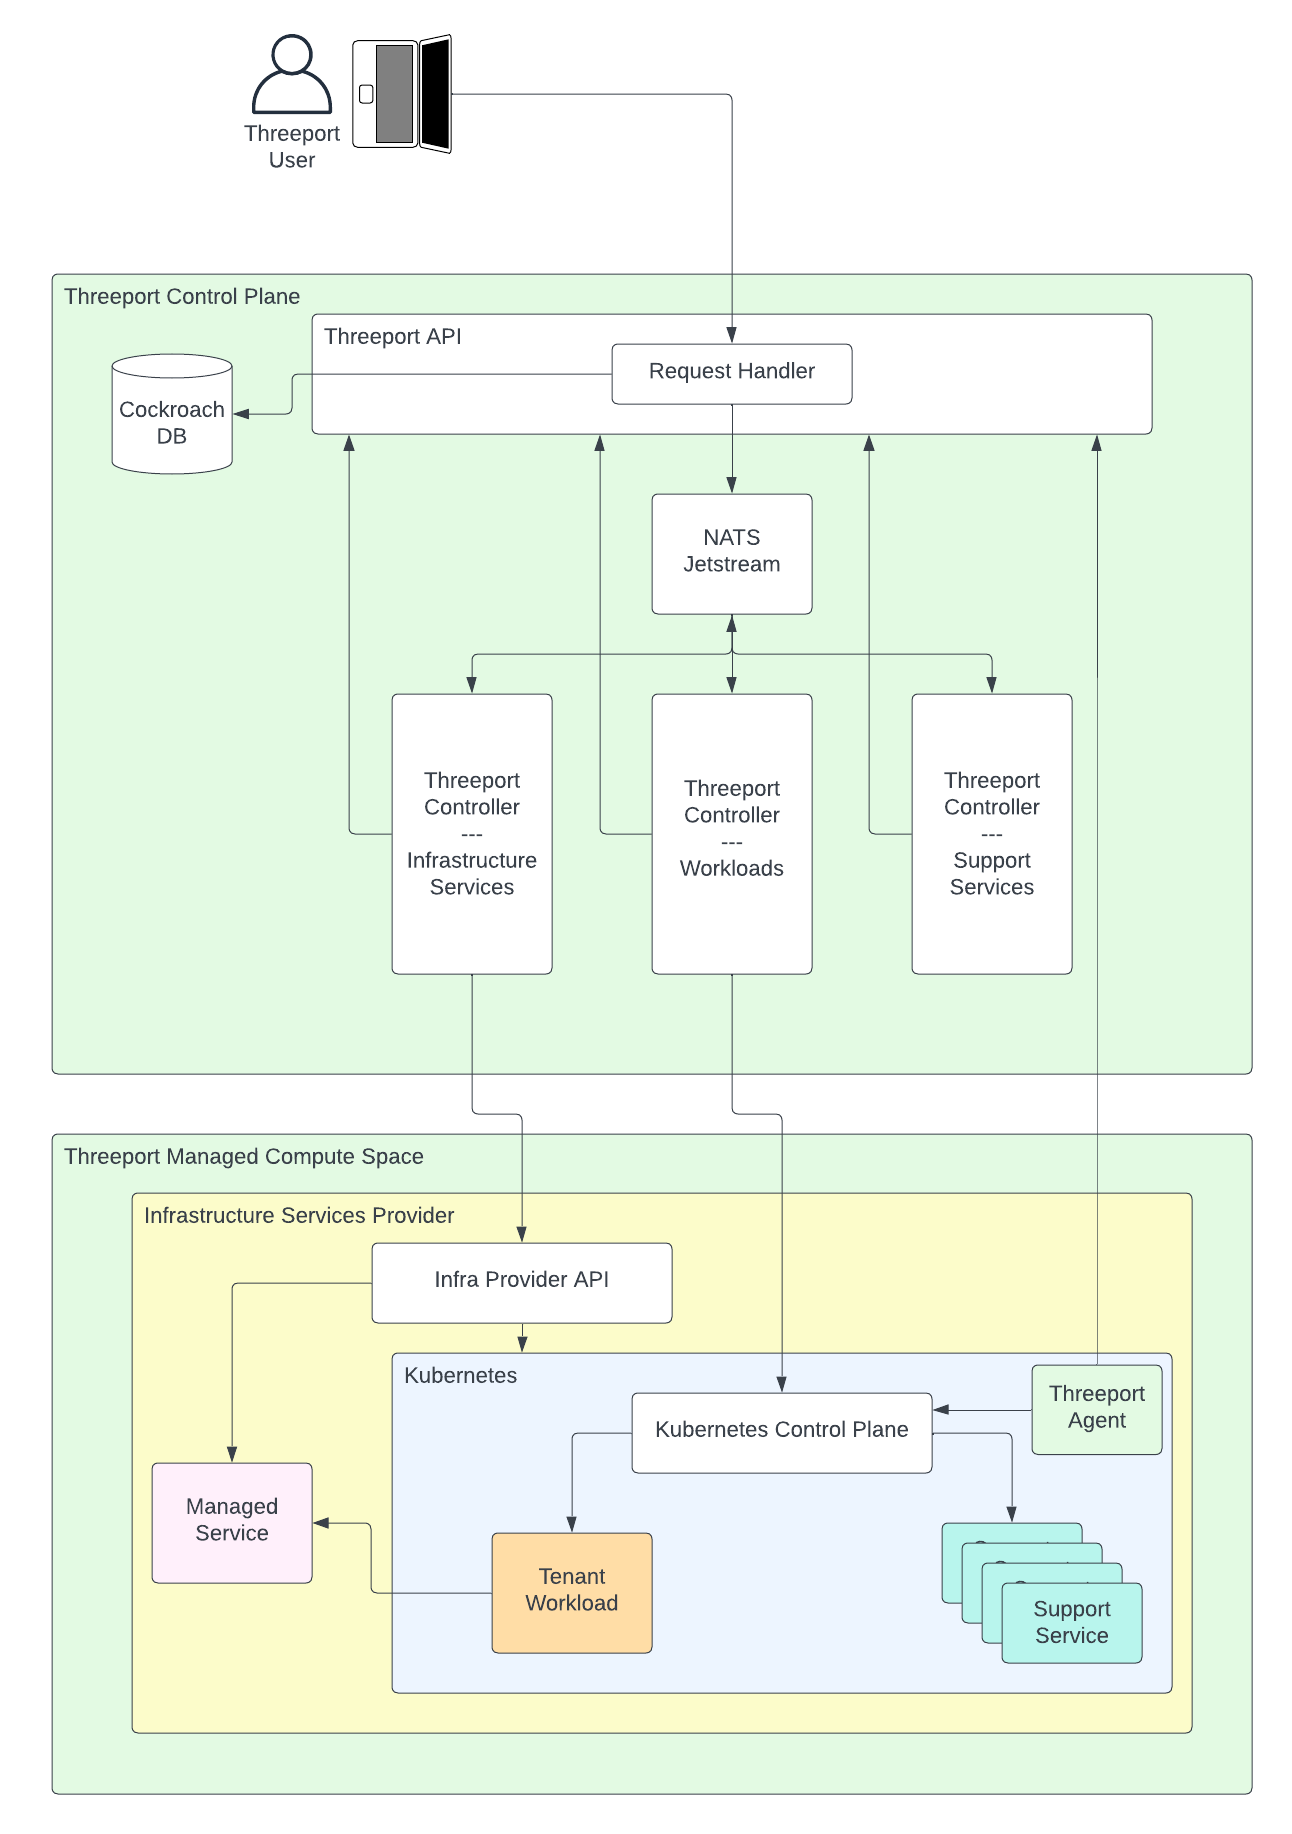 Threeport
User
Threeport Control Plane
Threeport API
Request Handler
Cockroach
DB
NATS
Jetstream
Threeport
Controller
---
Infrastructure
Services
Threeport
Controller
---
Workloads
Threeport
Controller
---
Support
Services
Threeport Managed Compute Space
Infrastructure Services Provider
Infra Provider API
Kubernetes
Threeport
Agent
Kubernetes Control Plane
Managed
Service
Tenant
Workload
Support
Service